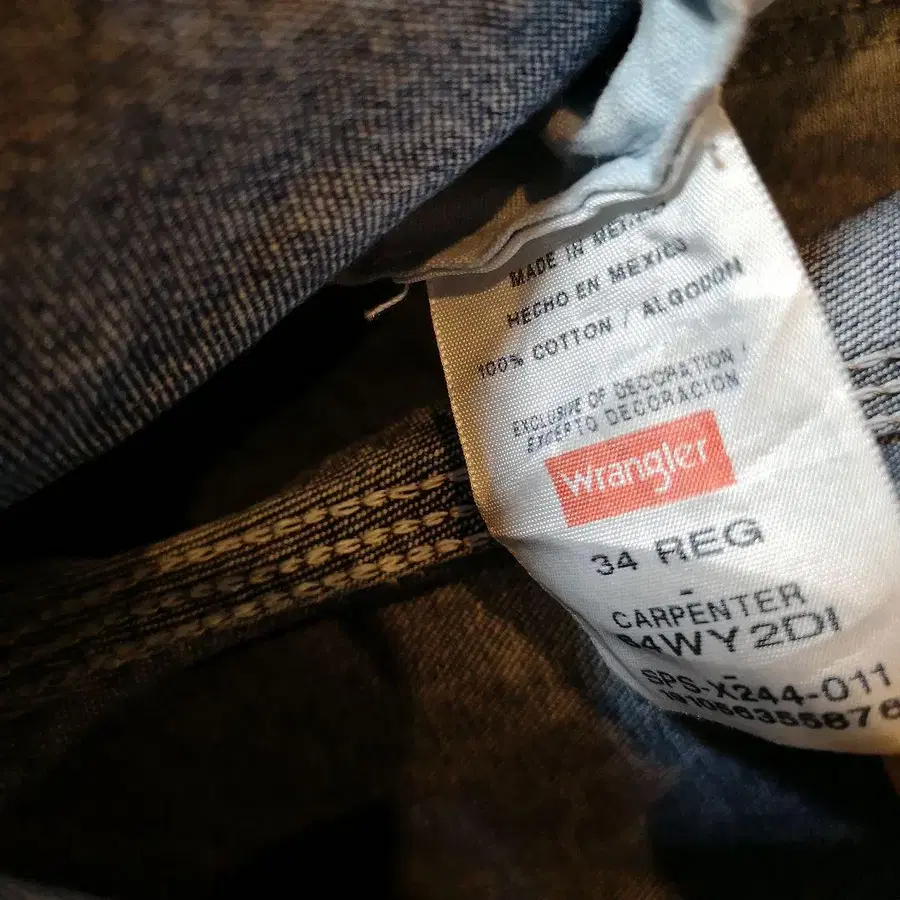 MADE IN MEXICO
HECHO EN MEXICO
100% COTTON / ALGODON
EXCLUSIVE OF DECORATION /
EXCEPTO DECORACION
Wrangler
34 REG
-
CARPENTER
84WY2DI
-
SPS-X244-011